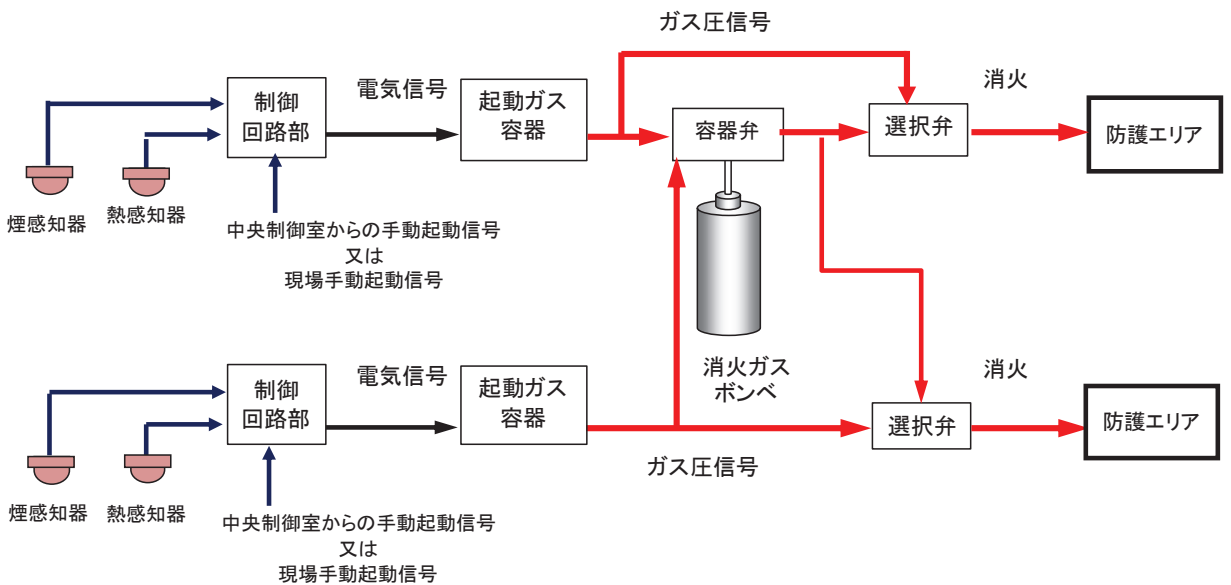 ガス圧信号
電気信号
消火
制御
回路部
起動ガス
容器
容器弁
選択弁
防護エリア
煙感知器
熱感知器
中央制御室からの手動起動信号
又は
現場手動起動信号
消火ガス
ボンベ
電気信号
消火
制御
回路部
起動ガス
容器
選択弁
防護エリア
ガス圧信号
煙感知器
熱感知器
中央制御室からの手動起動信号
又は
現場手動起動信号